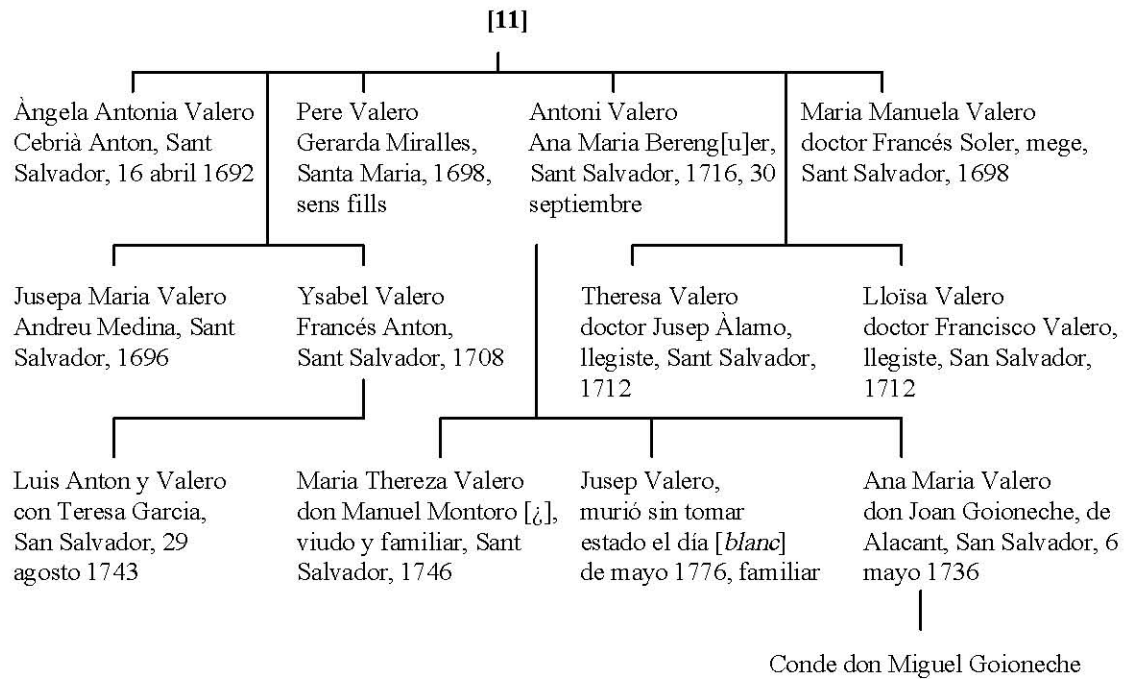 [11]
Àngela Antonia Valero
Cebrià Anton, Sant
Salvador, 16 abril 1692
Pere Valero
Gerarda Miralles,
Santa Maria, 1698,
sens fills
Antoni Valero
Ana Maria Bereng[u]er,
Sant Salvador, 1716, 30
septiembre
Maria Manuela Valero
doctor Francés Soler, mege,
Sant Salvador, 1698
Jusepa Maria Valero
Andreu Medina, Sant
Salvador, 1696
Ysabel Valero
Francés Anton,
Sant Salvador, 1708
Theresa Valero
doctor Jusep Àlamo,
llegiste, Sant Salvador,
1712
Lloïsa Valero
doctor Francisco Valero,
llegiste, San Salvador,
1712
Luis Anton y Valero
con Teresa Garcia,
San Salvador, 29
agosto 1743
Maria Thereza Valero
don Manuel Montoro [¿],
viudo y familiar, Sant
Salvador, 1746
Jusep Valero,
murió sin tomar
estado el día [blanc]
de mayo 1776, familiar
Ana Maria Valero
don Joan Goioneche, de
Alacant, San Salvador, 6
mayo 1736
Conde don Miguel Goioneche